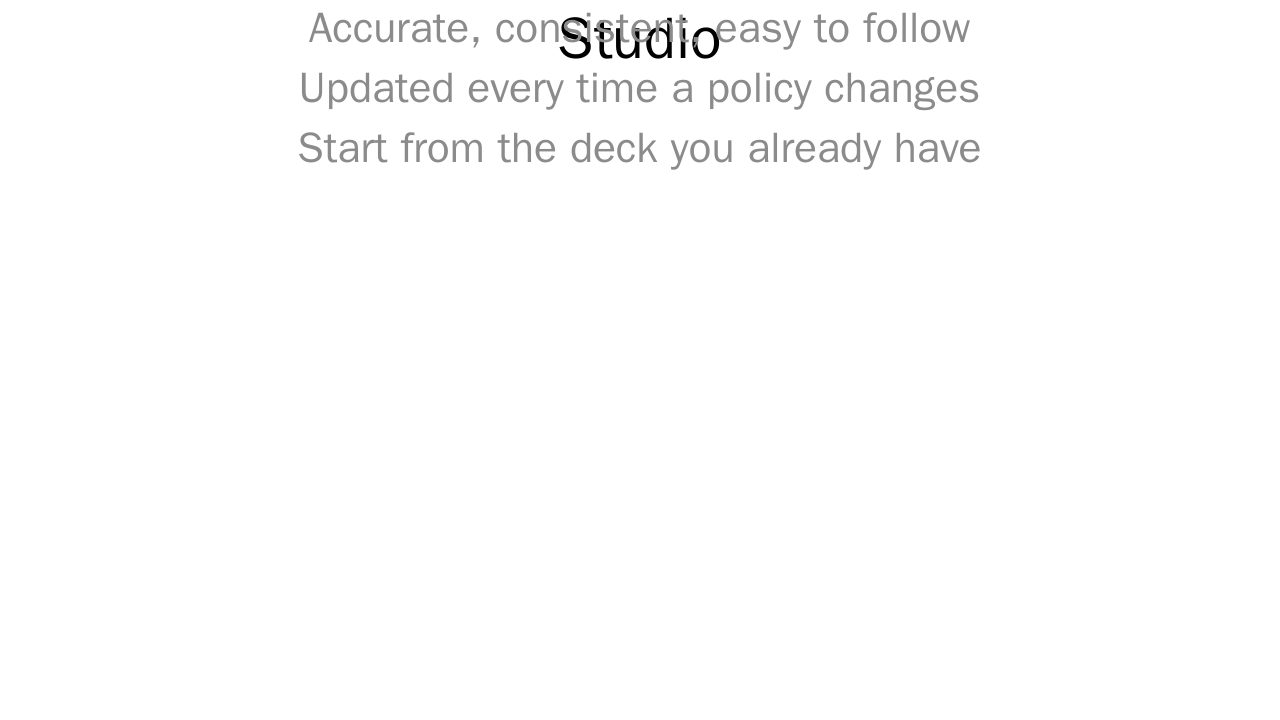 Accurate, consistent, easy to follow
Studio
Updated every time a policy changes
Start from the deck you already have